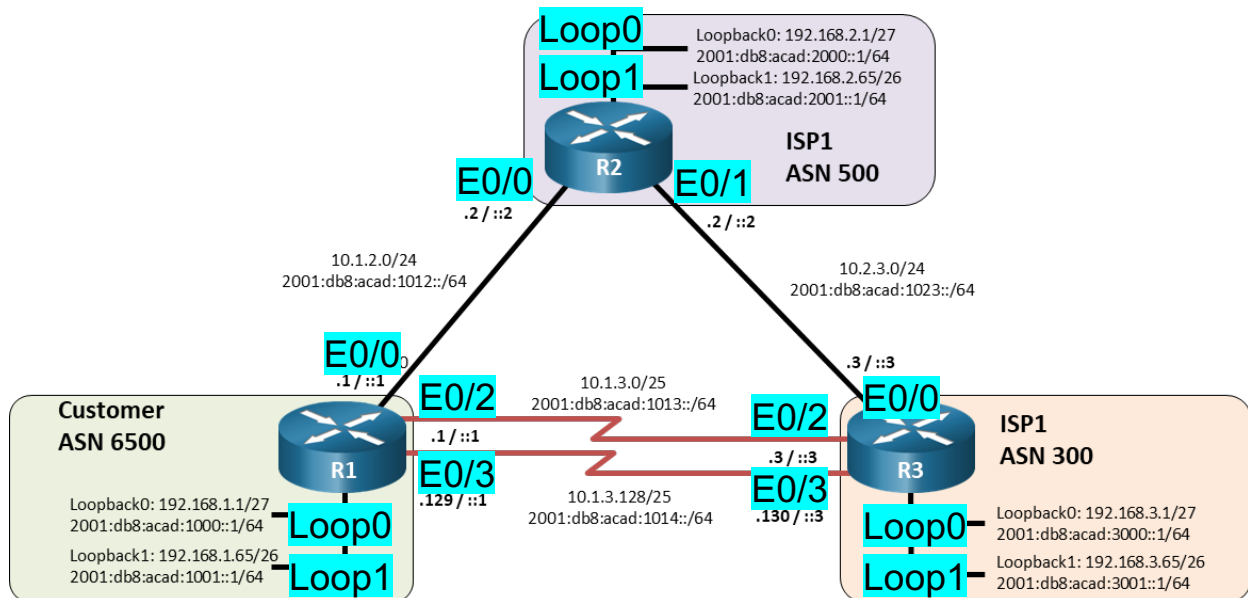 Loop0
Loopback0: 192.168.2.1/27
2001:db8:acad:2000::1/64
Loop1
Loopback1: 192.168.2.65/26
2001:db8:acad:2001::1/64
R2
ISP1
ASN 500
E0/0
.2 / ::2
E0/1
.2 / ::2
10.1.2.0/24
2001:db8:acad:1012::/64
10.2.3.0/24
2001:db8:acad:1023::/64
E0/0
.1 / ::1
.3 / ::3
E0/0
Customer
ASN 6500
R1
E0/2
.1 / ::1
10.1.3.0/25
2001:db8:acad:1013::/64
E0/2
.3 / ::3
E0/3
.129 / ::1
10.1.3.128/25
2001:db8:acad:1014::/64
E0/3
.130 / ::3
R3
ISP1
ASN 300
Loopback0: 192.168.1.1/27
2001:db8:acad:1000::1/64
Loop0
Loopback1: 192.168.1.65/26
2001:db8:acad:1001::1/64
Loop1
Loop0
Loopback0: 192.168.3.1/27
2001:db8:acad:3000::1/64
Loop1
Loopback1: 192.168.3.65/26
2001:db8:acad:3001::1/64